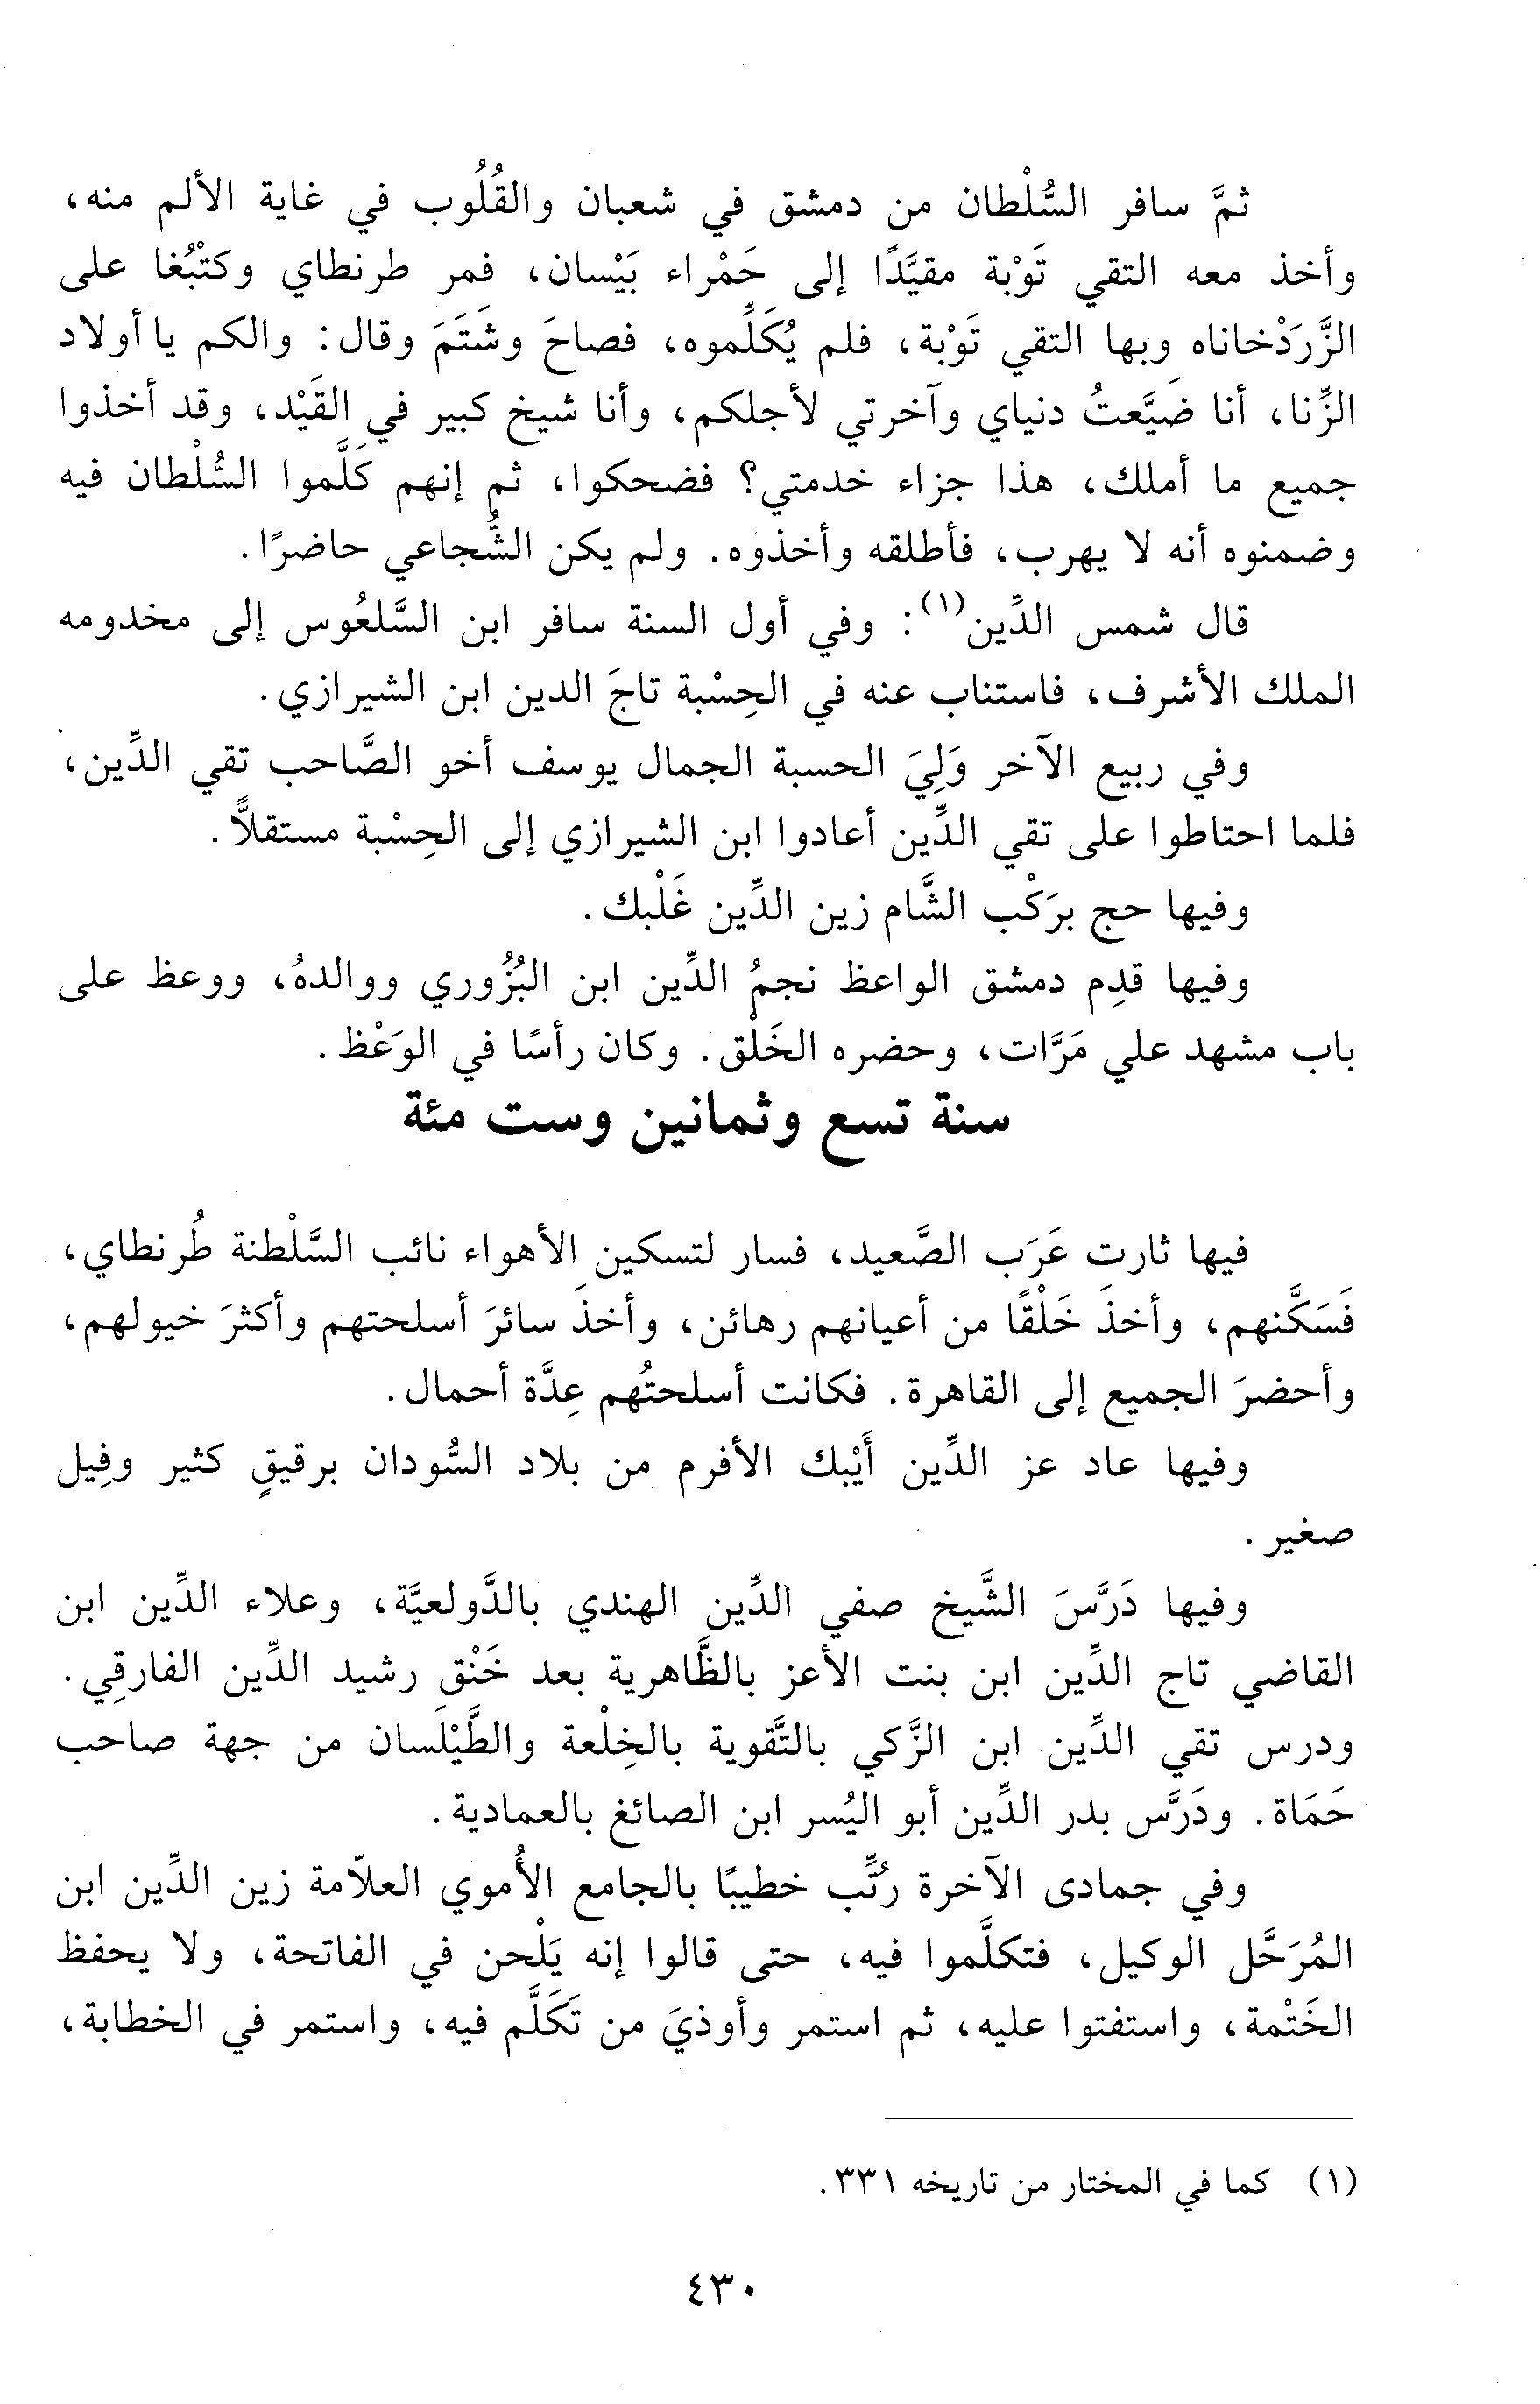 ثمَّ سافر السُّلْطان من دمشق في شعبان والقُلُوب في غاية الألم منه،
وأخذ معه التقي تَوْبة مقيَّدًا إلى حَمْراء بَيْسان، فمر طرنطاي وكتْبُغا على
الزَّرَدْخاناه وبها التقي تَوْبة، فلم يُكَلِّموه، فصاحَ وشَتَمَ وقال: والكم يا أولاد
الزِّنا، أنا ضَيَّعتُ دنياي وآخرتي لأجلكم، وأنا شيخ كبير في القَيْد، وقد أخذوا
جميع ما أملك، هذا جزاء خدمتي؟ فضحكوا، ثم إنهم كَلَّموا السُّلْطان فيه
وضمنوه أنه لا يهرب، فأطلقه وأخذوه. ولم يكن الشُّجاعي حاضرًا.
قال شمس الدِّين(١): وفي أول السنة سافر ابن السَّلعُوس إلى مخدومه
الملك الأشرف، فاستناب عنه في الحِسْبة تاجَ الدين ابن الشيرازي.
وفي ربيع الآخر وَلِيَ الحسبة الجمال يوسف أخو الصَّاحب تقي الدِّين،
فلما احتاطوا على تقي الدِّين أعادوا ابن الشيرازي إلى الحِسْبة مستقلاًّ.
وفيها حج برَكْب الشَّام زين الدِّين غَلْبك.
وفيها قدِم دمشق الواعظ نجمُ الدِّين ابن البُزُوري ووالدهُ، ووعظ على
باب مشهد علي مَرَّات، وحضره الخَلْق. وكان رأسًا في الوَعْظ.
سنة تسع وثمانين وست مئة
فيها ثارت عَرَب الصَّعيد، فسار لتسكين الأهواء نائب السَّلْطنة طُرنطاي،
فَسَكَّنهم، وأخذَ خَلْقًا من أعيانهم رهائن، وأخذَ سائرَ أسلحتهم وأكثرَ خيولهم،
وأحضرَ الجميع إلى القاهرة. فكانت أسلحتُهم عِدَّة أحمال.
وفيها عاد عز الدِّين أَيْبك الأفرم من بلاد السُّودان برقيقٍ كثير وفِيل
صغير.
وفيها دَرَّسَ الشَّيخ صفي الدِّين الهندي بالدَّولعيَّة، وعلاء الدِّين ابن
القاضي تاج الدِّين ابن بنت الأعز بالظَّاهرية بعد خَنْق رشيد الدِّين الفارقِي.
ودرس تقي الدِّين ابن الزَّكي بالتَّقوية بالخِلْعة والطَّيْلَسان من جهة صاحب
حَمَاة. ودَرَّس بدر الدِّين أبو اليُسر ابن الصائغ بالعمادية.
وفي جمادى الآخرة رُتِّب خطيبًا بالجامع الأُموي العلاّمة زين الدِّين ابن
المُرَحَّل الوكيل، فتكلَّموا فيه، حتى قالوا إنه يَلْحن في الفاتحة، ولا يحفظ
الخَتْمة، واستفتوا عليه، ثم استمر وأوذيَ من تَكَلَّم فيه، واستمر في الخطابة،
(١) كما في المختار من تاريخه ٣٣١.
٤٣٠